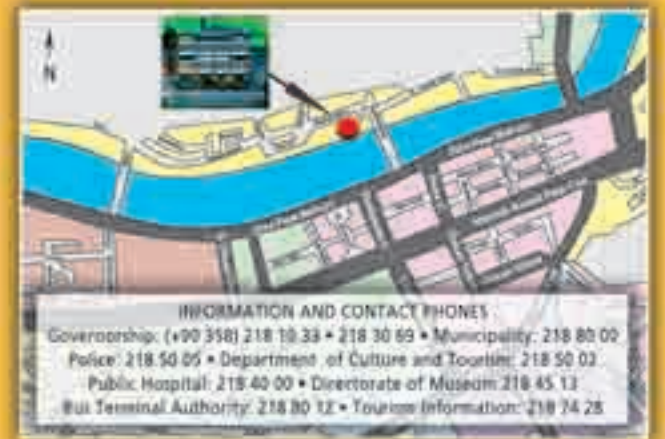 N
INFORMATION AND CONTACT PHONES
Governorship: (+90 358) 218 10 33 • 218 30 69 • Municipality: 218 80 00
Police: 218 50 05 • Department of Culture and Tourism: 218 50 02
Public Hospital: 218 40 00 • Directorate of Museum: 218 45 13
Bus Terminal Authority: 218 80 12 • Tourism Information: 218 74 28